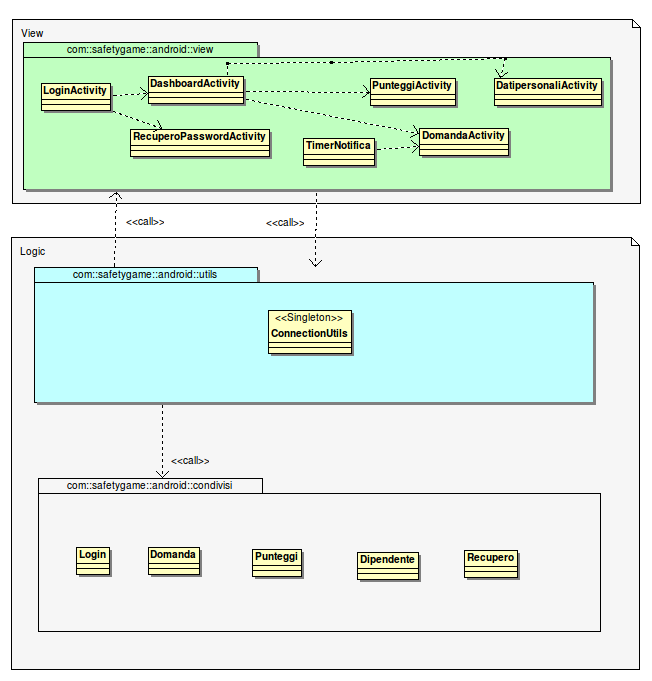 View
com::safetygame::android::view
LoginActivity
DashboardActivity
PunteggiActivity
DatipersonaliActivity
RecuperoPasswordActivity
TimerNotifica
DomandaActivity
<<call>>
<<call>>
Logic
com::safetygame::android::utils
<<Singleton>>
ConnectionUtils
<<call>>
com::safetygame::android::condivisi
Login
Domanda
Punteggi
Dipendente
Recupero